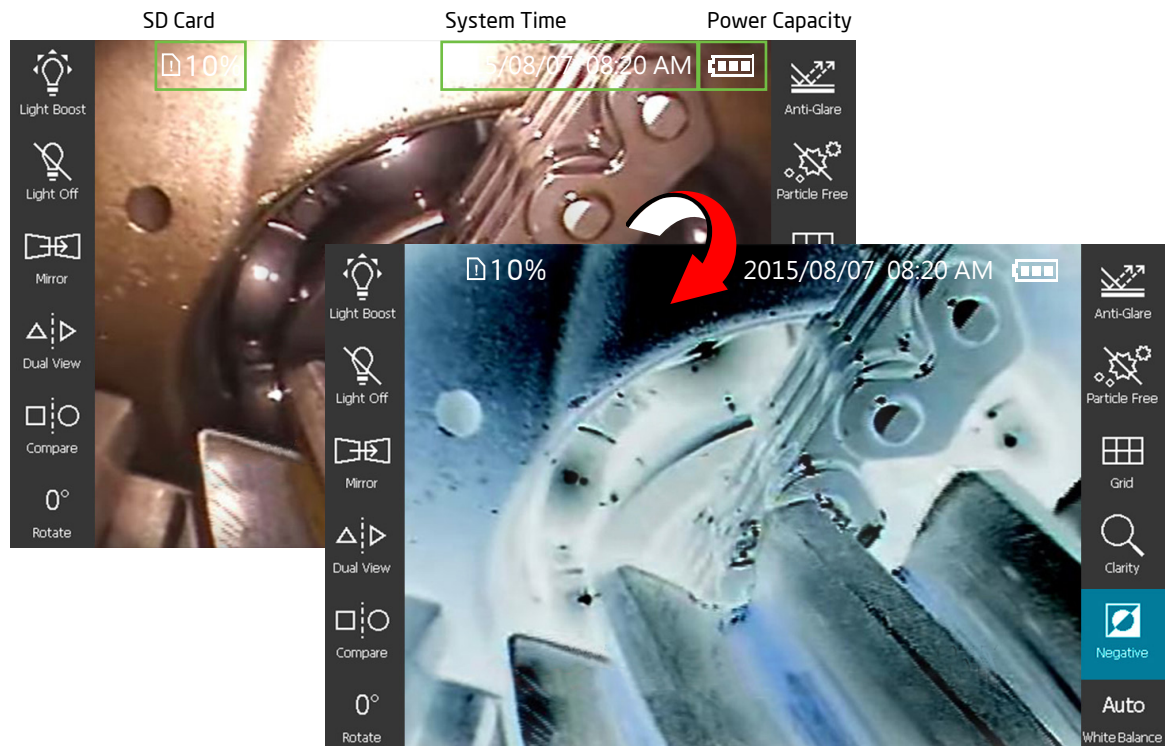 SD Card
System Time
Power Capacity
10%
/08/07 08:20 AM
Light Boost
Anti-Glare
Light Off
Particle Free
Mirror
Dual View
Compare
0°
Rotate
10%
2015/08/07 08:20 AM
Light Boost
Anti-Glare
Light Off
Particle Free
Mirror
Grid
Dual View
Clarity
Compare
Negative
0°
Rotate
Auto
White Balance